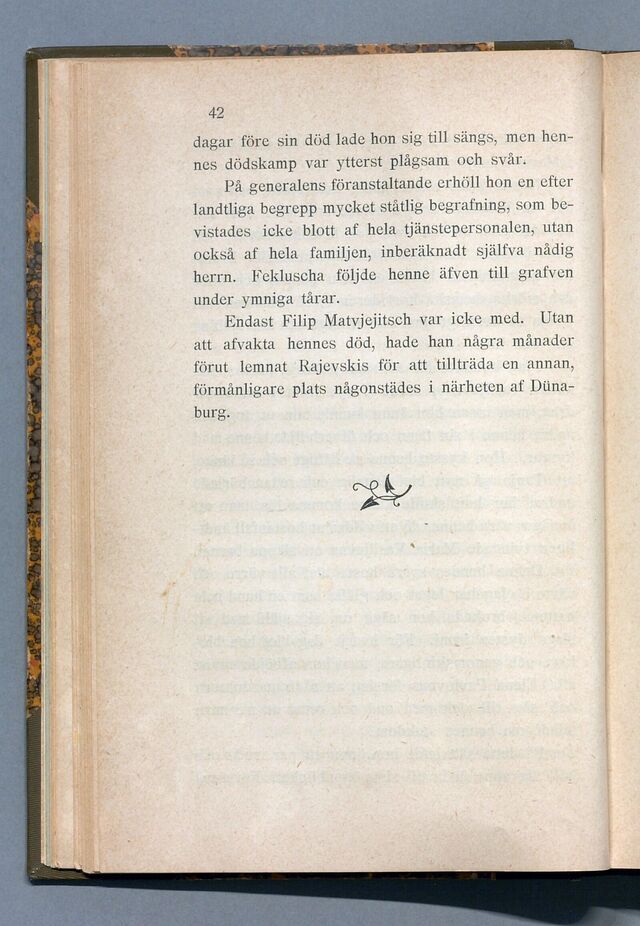 42
dagar före sin död lade hon sig till sängs, men hen-
nes dödskamp var ytterst plågsam och svår.
På generalens föranstaltande erhöll hon en efter
landtliga begrepp mycket ståtlig begrafning, som be-
vistades icke blott af hela tjänstepersonalen, utan
också af hela familjen, inberäknadt själfva nådig
herrn. Fekluscha följde henne äfven till grafven
under ymniga tårar.
Endast Filip Matvjejitsch var icke med. Utan
att afvakta hennes död, hade han några månader
förut lemnat Rajevskis för att tillträda en annan,
förmånligare plats någonstädes i närheten af Düna-
burg.